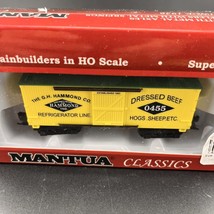 ainbuilders in HO Scale
Supe
THE G.H. HAMMOND CO.
HAMMOND
REFRIGERATOR LINE
DRESSED BEEF
0455
HOGS, SHEEP, ETC.
MANTUA CLASSICS